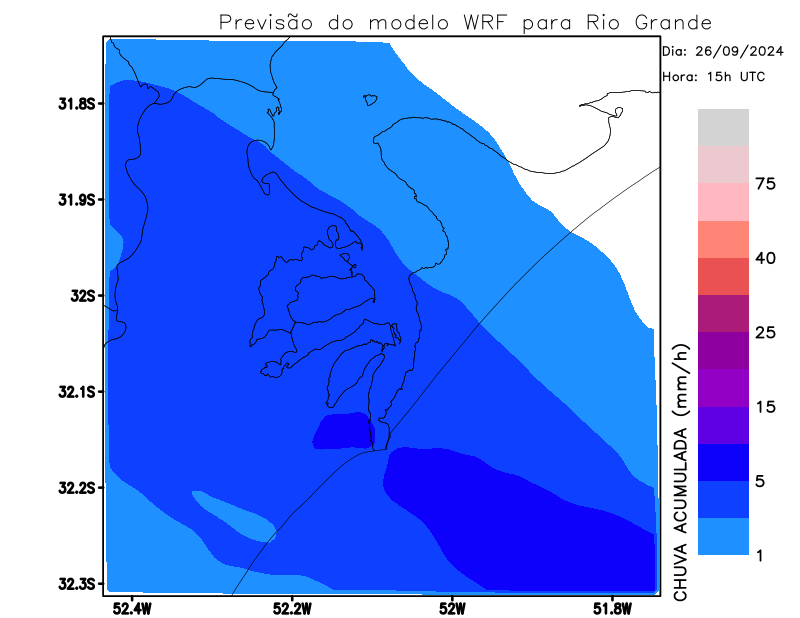 Previsão do modelo WRF para Rio Grande
Dia: 26/09/2024
Hora: 15h UTC
31.8S
31.9S
32S
32.1S
32.2S
32.3S
52.4W
52.2W
52W
51.8W
75
40
25
15
5
1
CHUVA ACUMULADA (mm/h)